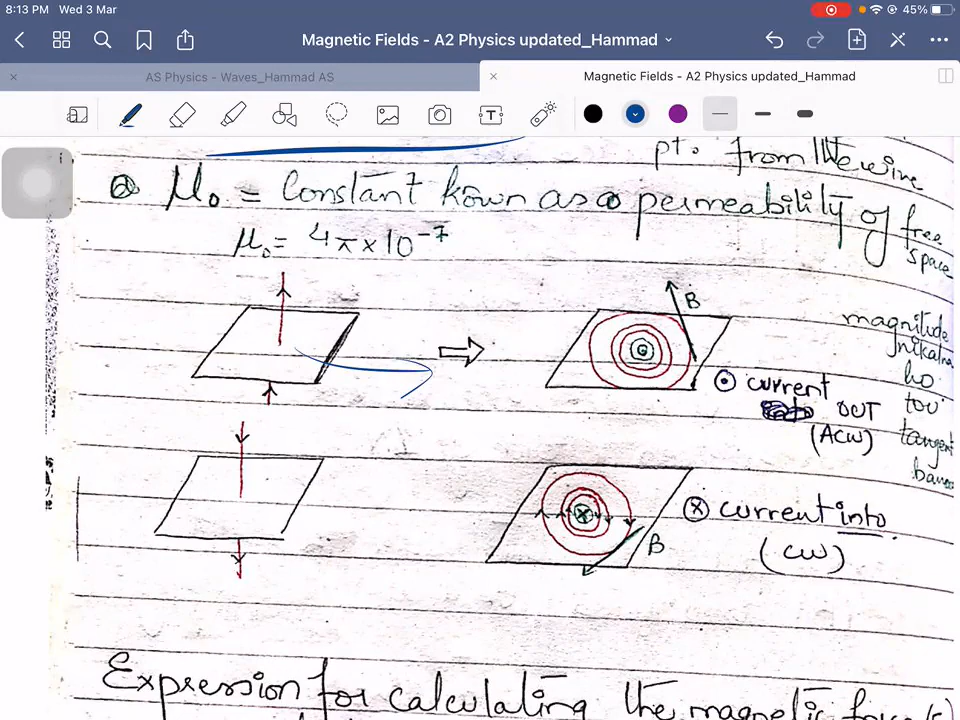 8:13 PM Wed 3 Mar
45%
Magnetic Fields - A2 Physics updated_Hammad
AS Physics - Waves_Hammad AS
Magnetic Fields - A2 Physics updated_Hammad
pt. from the wire
μ₀ = Constant kown as a permeability of free space
μ₀ = 4π×10⁻⁷
B
⊙ current
OUT
(ACW)
magnitude
nikalna
ho
tou
tangent
⊗ current into
(CW)
B
Expression for calculating the magnetic force(s)